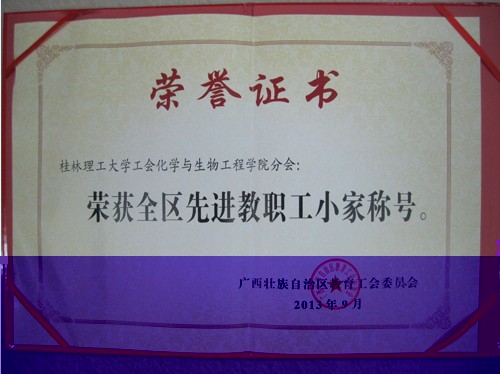 荣誉证书
桂林理工大学工会化学与生物工程学院分会:
荣获全区先进教职工小家称号。
广西壮族自治区教育工会委员会
2013年9月